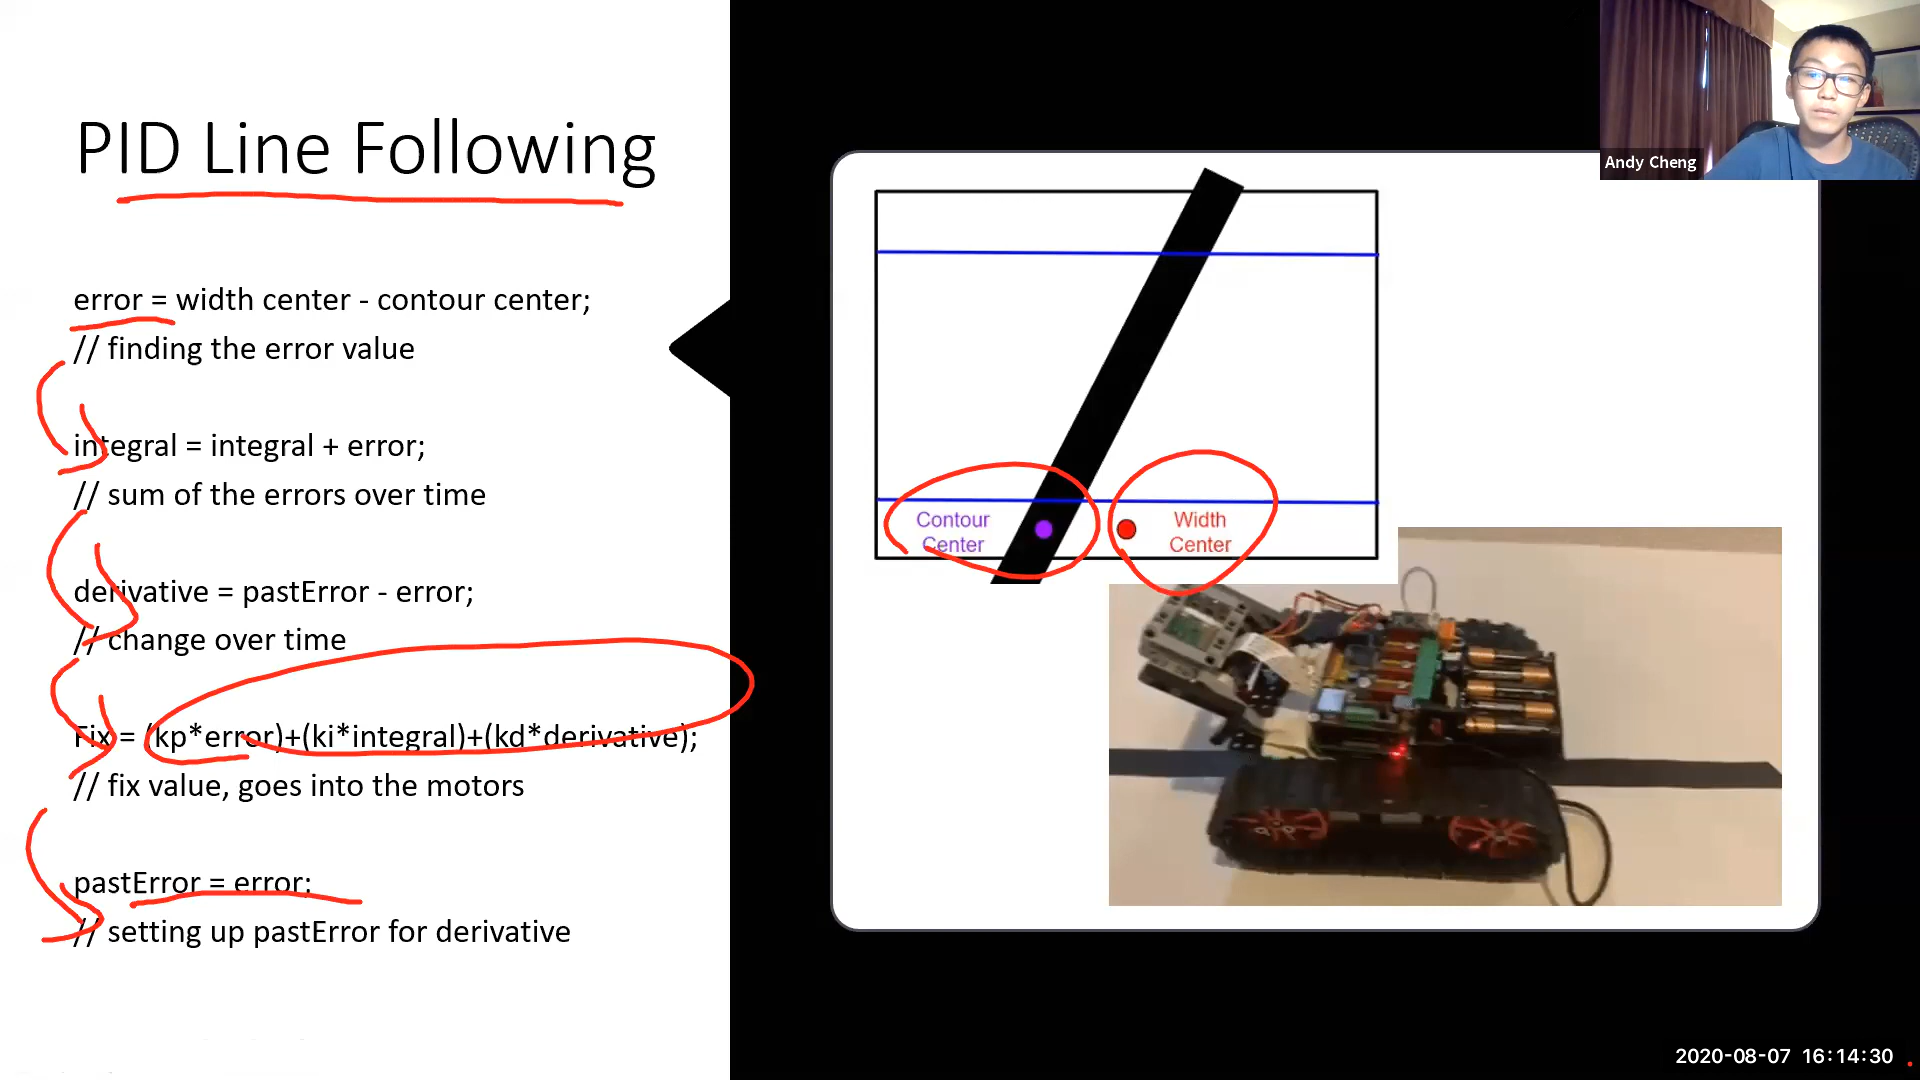 PID Line Following
error = width center - contour center;
// finding the error value
integral = integral + error;
// sum of the errors over time
derivative = pastError - error;
// change over time
Fix = (kp*error)+(ki*integral)+(kd*derivative);
// fix value, goes into the motors
pastError = error;
// setting up pastError for derivative
Contour
Center
Width
Center
Andy Cheng
2020-08-07 16:14:30